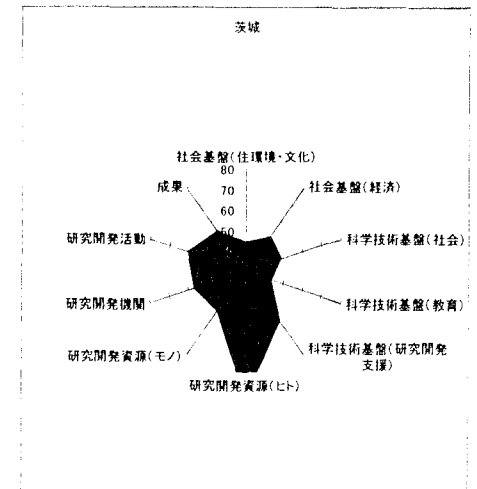 茨城
社会基盤(住環境・文化)
80
70
60
50
成果
社会基盤(経済)
研究開発活動
科学技術基盤(社会)
研究開発機関
科学技術基盤(教育)
研究開発資源(モノ)
科学技術基盤(研究開発
支援)
研究開発資源(ヒト)